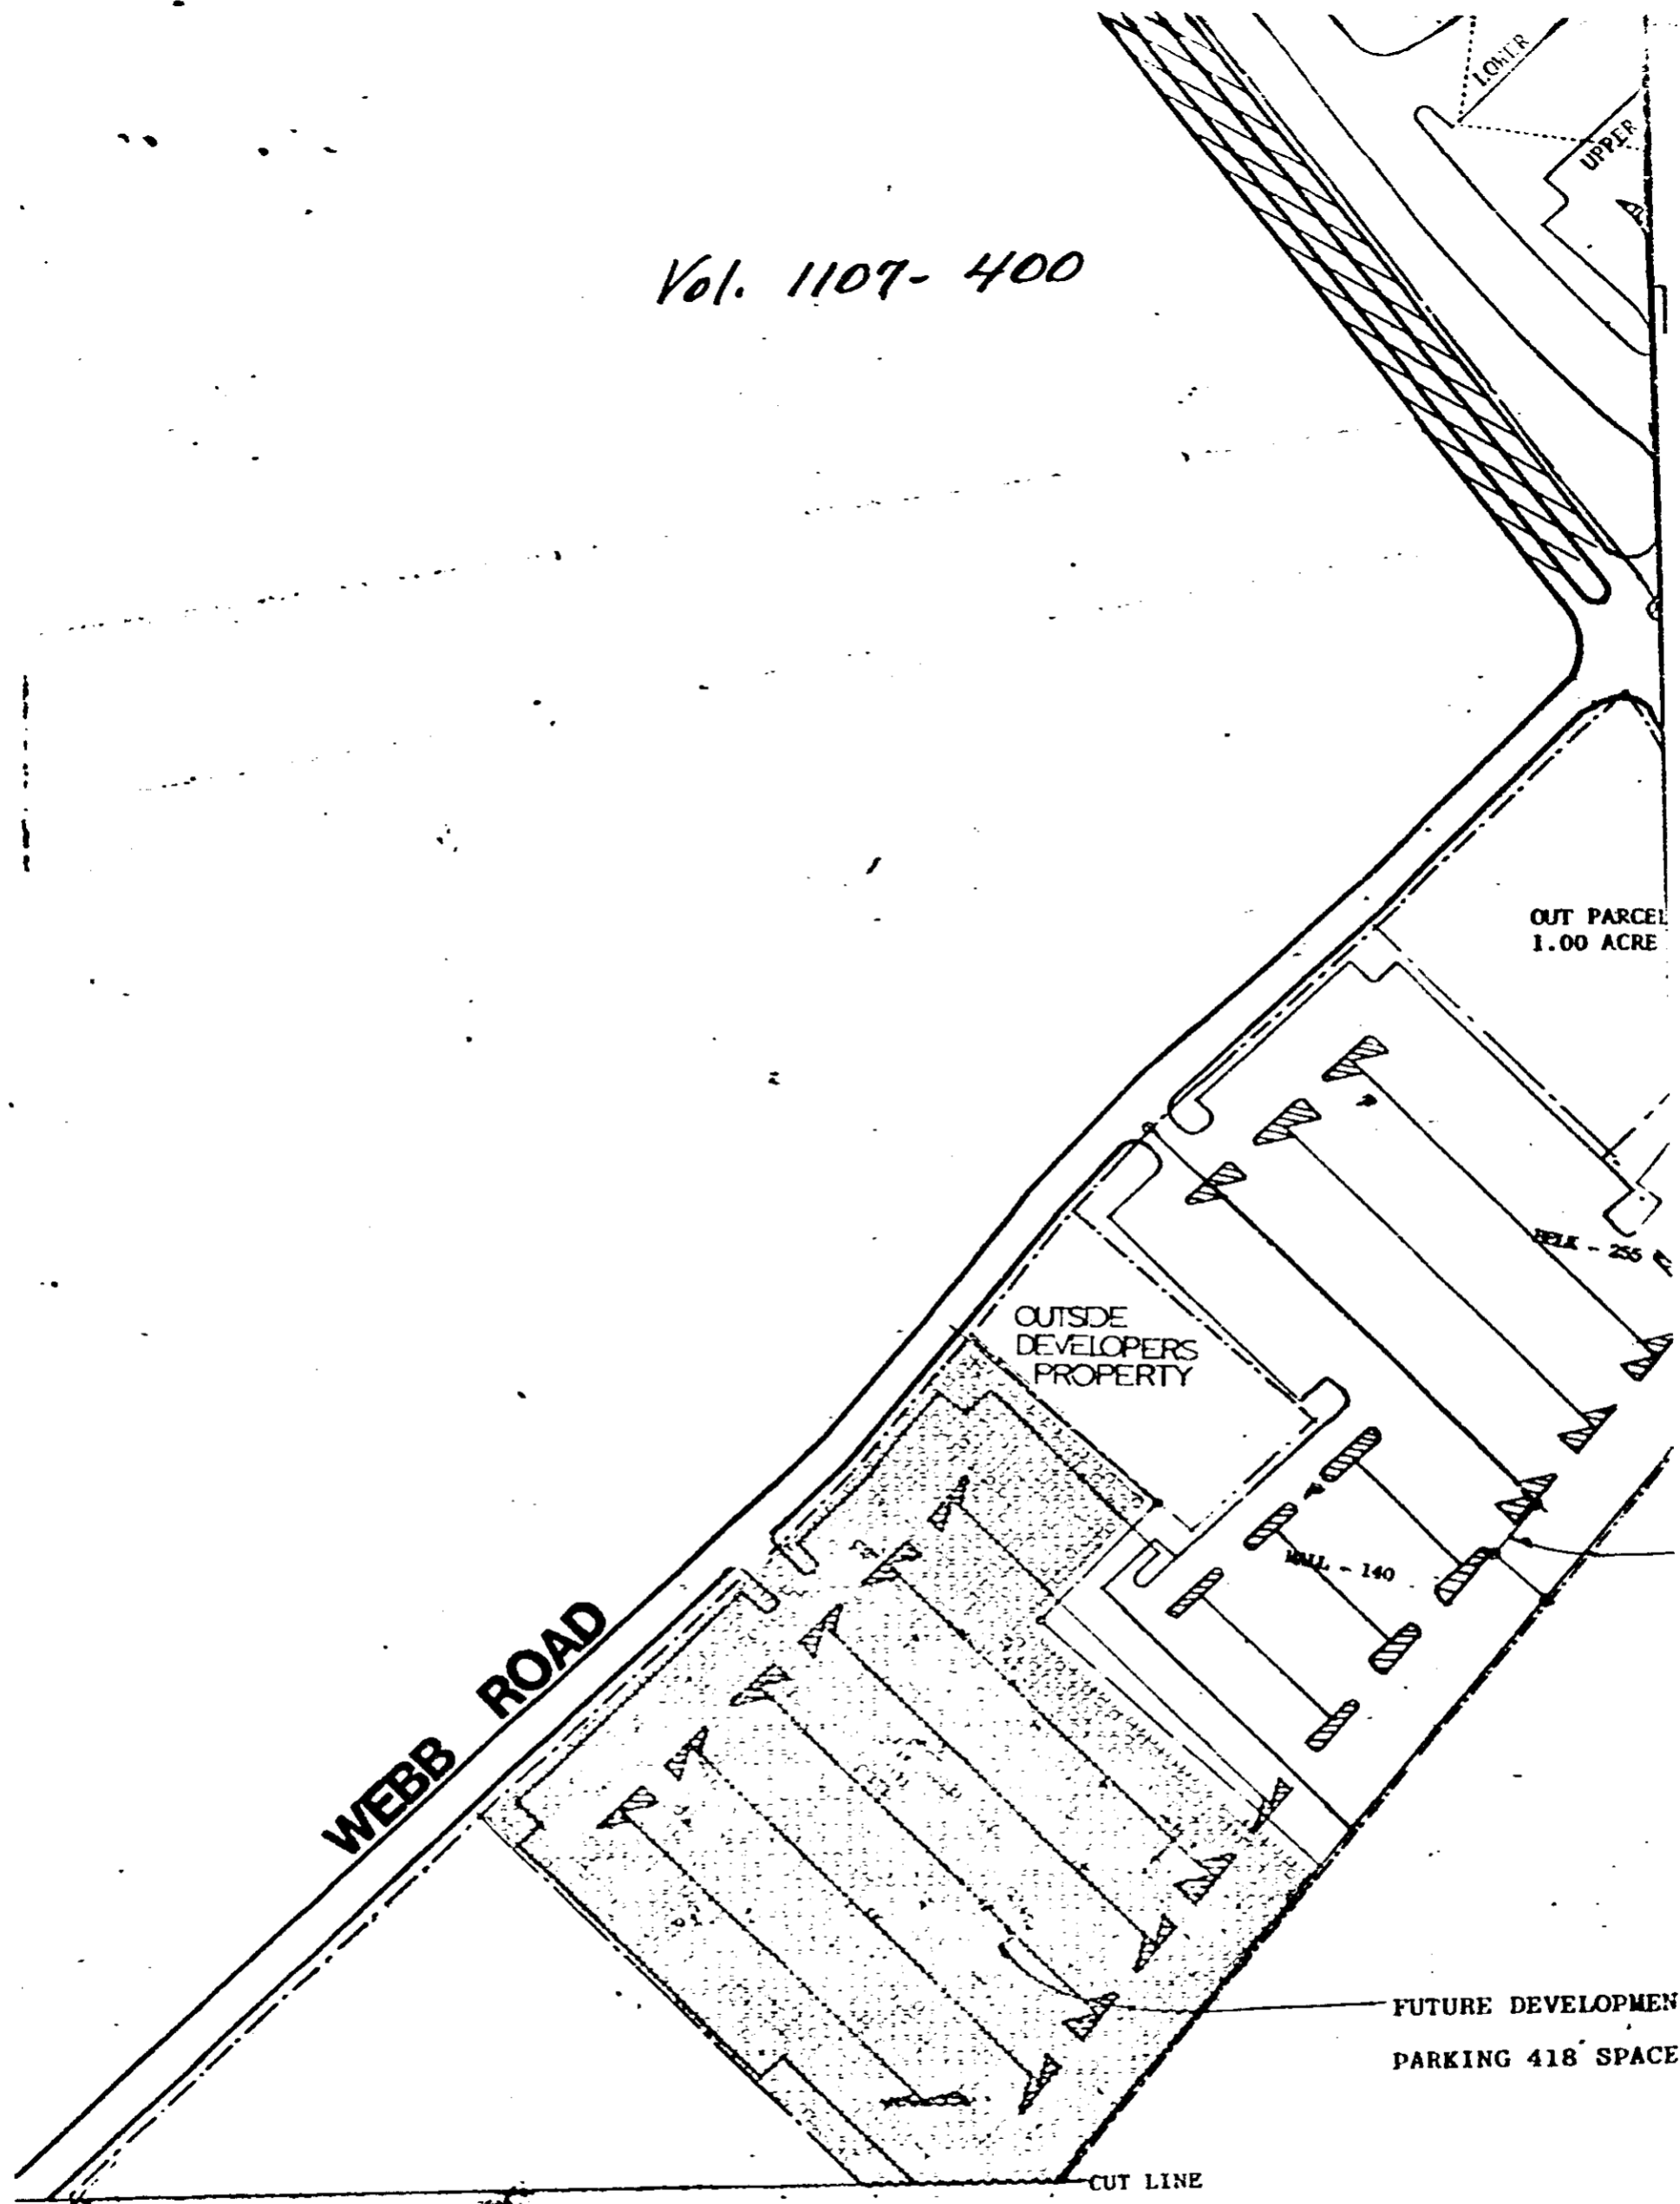 LOWER
UPPER
Vol. 1107-400
OUT PARCEL
1.00 ACRE
BELK - 255
OUTSDE
DEVELOPERS
PROPERTY
MALL - 140
WEBB ROAD
FUTURE DEVELOPMEN
PARKING 418 SPACE
CUT LINE